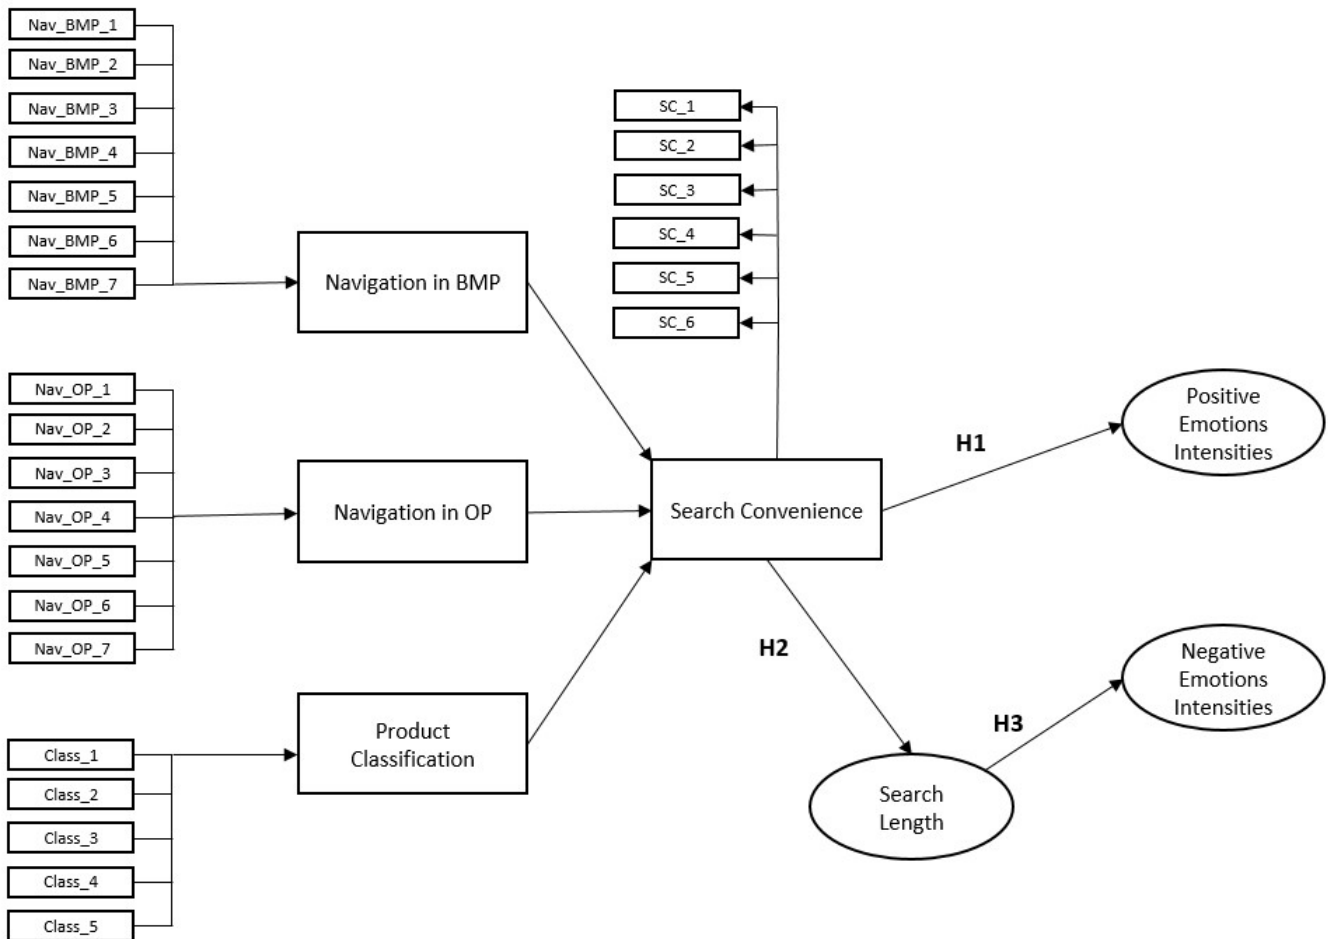 Nav_BMP_1
Nav_BMP_2
Nav_BMP_3
Nav_BMP_4
Nav_BMP_5
Nav_BMP_6
Nav_BMP_7
Navigation in BMP
Nav_OP_1
Nav_OP_2
Nav_OP_3
Nav_OP_4
Nav_OP_5
Nav_OP_6
Nav_OP_7
Navigation in OP
Class_1
Class_2
Class_3
Class_4
Class_5
Product
Classification
SC_1
SC_2
SC_3
SC_4
SC_5
SC_6
Search Convenience
H1
Positive
Emotions
Intensities
H2
Search
Length
H3
Negative
Emotions
Intensities